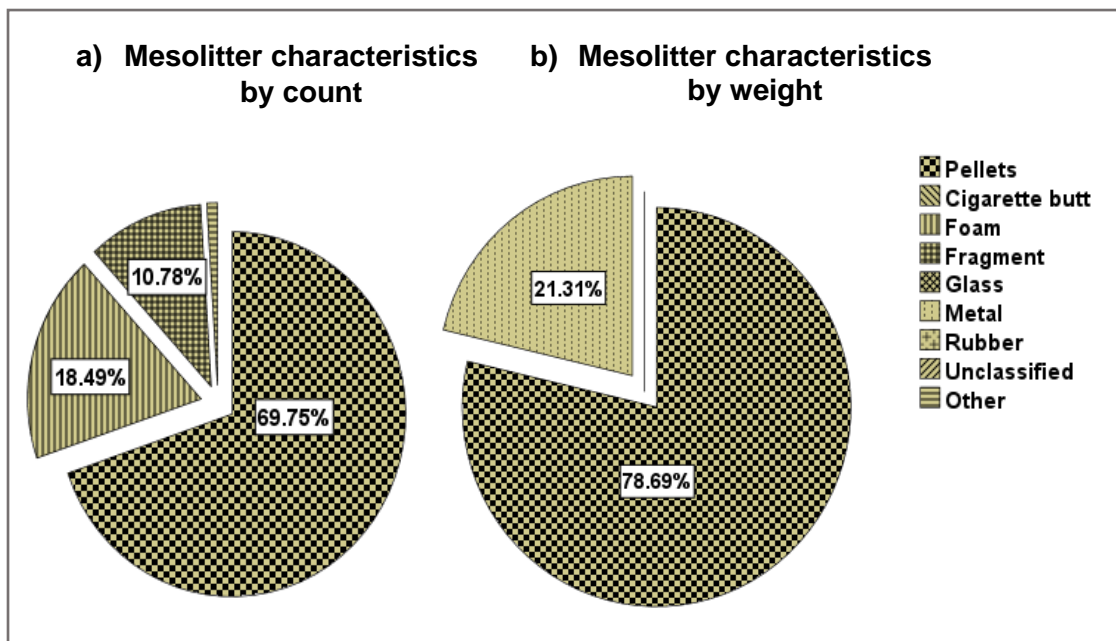 a) Mesolitter characteristics
by count
b) Mesolitter characteristics
by weight
10.78%
18.49%
69.75%
21.31%
78.69%
Pellets
Cigarette butt
Foam
Fragment
Glass
Metal
Rubber
Unclassified
Other